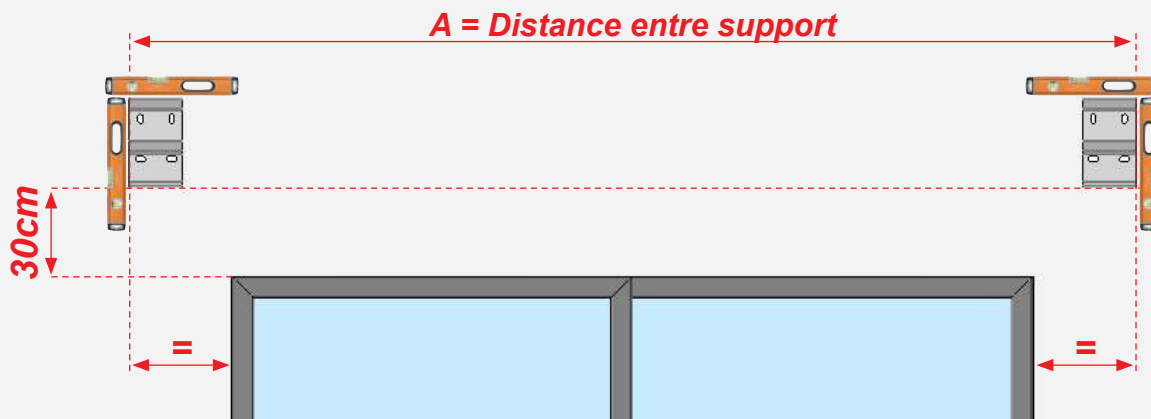 A = Distance entre support
30cm
=
=